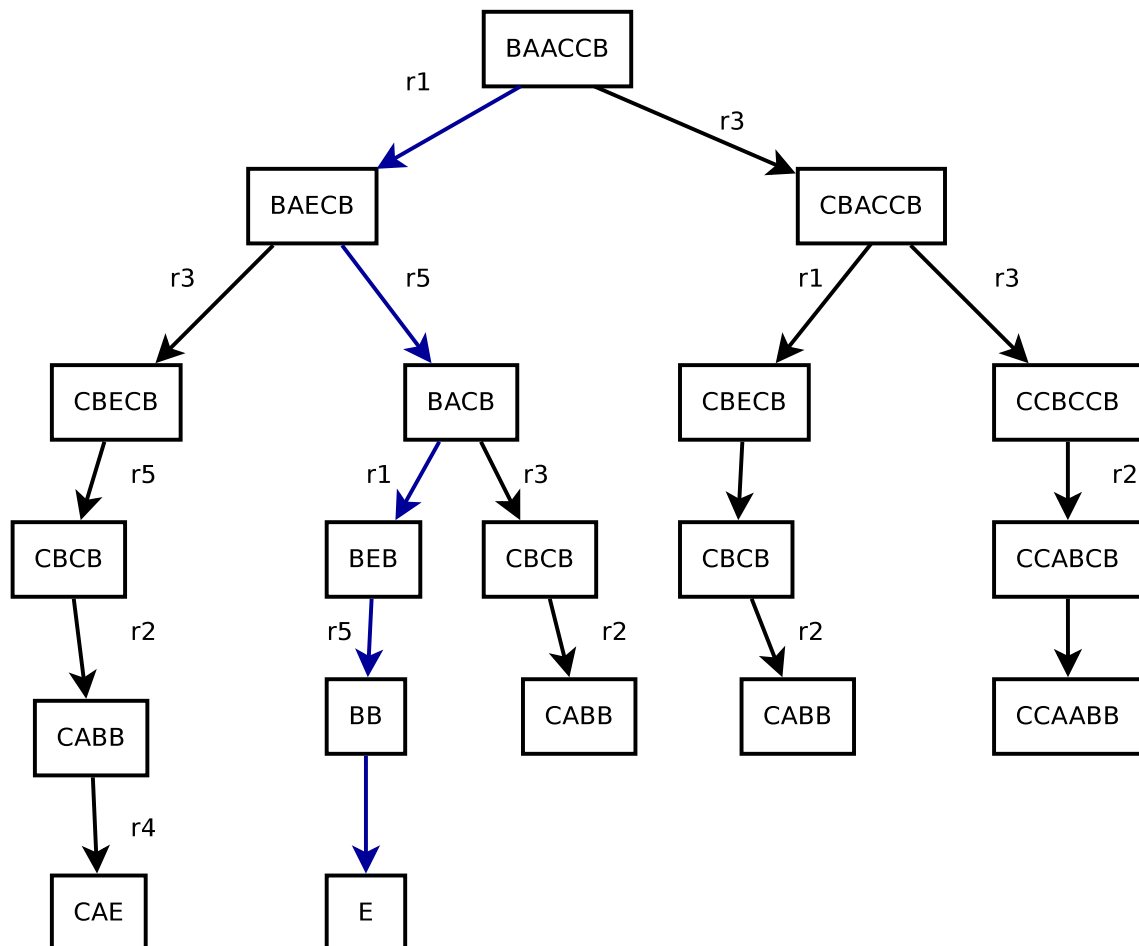 BAACCB
r1
r3
BAECB
CBACCB
r3
r5
r1
r3
CBECB
BACB
CBECB
CCBCCB
r5
r1
r3
r2
CBCB
BEB
CBCB
CBCB
CCABCB
r2
r5
r2
r2
CABB
BB
CABB
CABB
CCAABB
r4
CAE
E